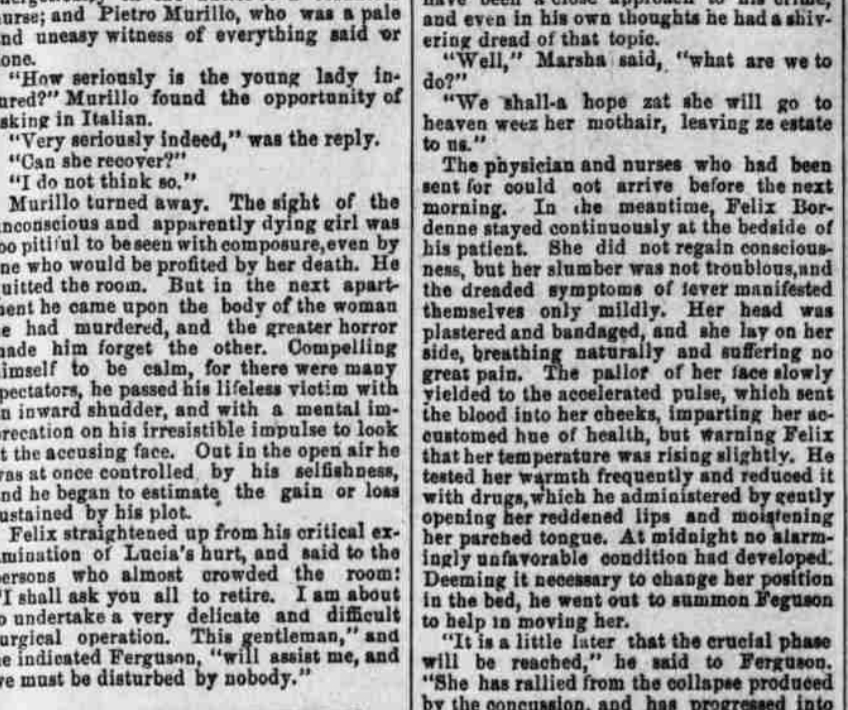 nurse; and Pietro Murillo, who was a pale
nd uneasy witness of everything said or
one.
"How seriously is the young lady in-
ured?" Murillo found the opportunity of
sking in Italian.
"Very seriously indeed," was the reply.
"Can she recover?"
"I do not think so."
Murillo turned away. The sight of the
nconscious and apparently dying girl was
oo pitiful to be seen with composure, even by
ne who would be profited by her death. He
uitted the room. But in the next apart-
ment he came upon the body of the woman
e had murdered, and the greater horror
made him forget the other. Compelling
imself to be calm, for there were many
pectators, he passed his lifeless victim with
n inward shudder, and with a mental im-
precation on his irresistible impulse to look
t the accusing face. Out in the open air he
was at once controlled by his selfishness,
nd he began to estimate the gain or loss
ustained by his plot.
Felix straightened up from his critical ex-
mination of Lucia's hurt, and said to the
persons who almost crowded the room:
"I shall ask you all to retire. I am about
o undertake a very delicate and difficult
urgical operation. This gentleman," and
he indicated Ferguson, "will assist me, and
we must be disturbed by nobody."
have been a close approach to his crime,
and even in his own thoughts he had a shiv-
ering dread of that topic.
"Well," Marsha said, "what are we to
do?"
"We shall-a hope zat she will go to
heaven weez her mothair, leaving ze estate
to us."
The physician and nurses who had been
sent for could not arrive before the next
morning. In the meantime, Felix Bor-
denne stayed continuously at the bedside of
his patient. She did not regain conscious-
ness, but her slumber was not troublous, and
the dreaded symptoms of fever manifested
themselves only mildly. Her head was
plastered and bandaged, and she lay on her
side, breathing naturally and suffering no
great pain. The pallor of her face slowly
yielded to the accelerated pulse, which sent
the blood into her cheeks, imparting her ac-
customed hue of health, but warning Felix
that her temperature was rising slightly. He
tested her warmth frequently and reduced it
with drugs, which he administered by gently
opening her reddened lips and moistening
her parched tongue. At midnight no alarm-
ingly unfavorable condition had developed.
Deeming it necessary to change her position
in the bed, he went out to summon Feguson
to help in moving her.
"It is a little later that the crucial phase
will be reached," he said to Ferguson.
"She has rallied from the collapse produced
by the concussion, and has progressed into